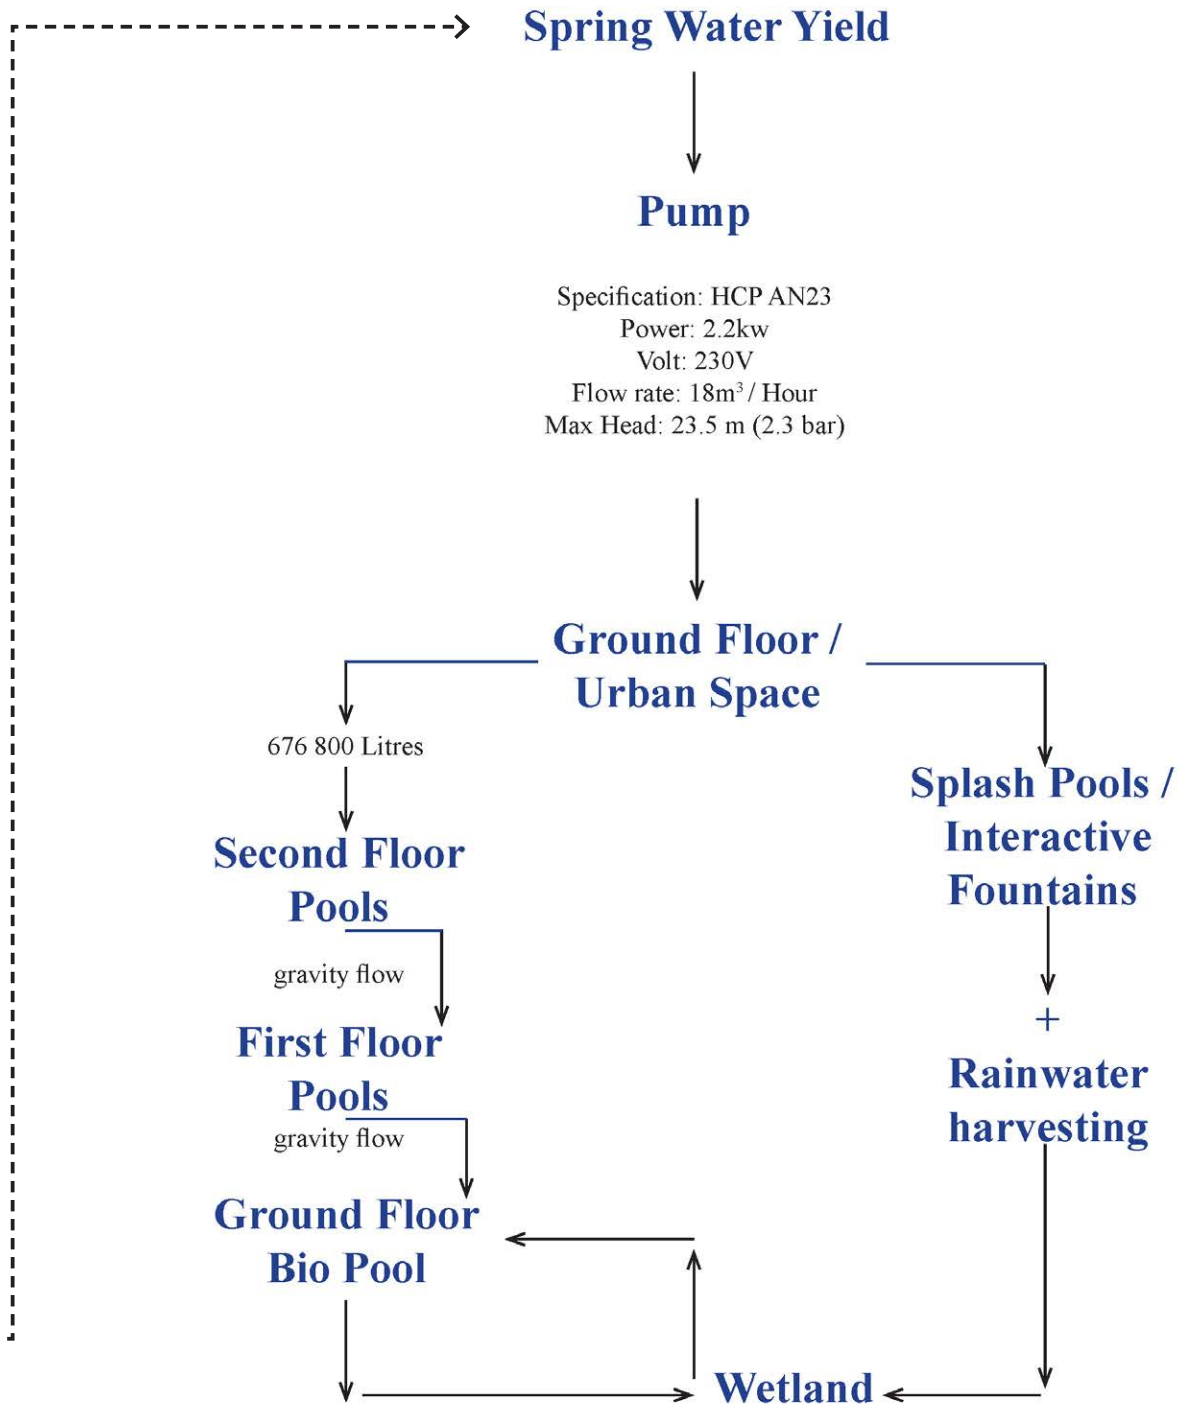 Spring Water Yield
Pump
Specification: HCP AN23
Power: 2.2kw
Volt: 230V
Flow rate: 18m³ / Hour
Max Head: 23.5 m (2.3 bar)
Ground Floor /
Urban Space
676 800 Litres
Second Floor
Pools
gravity flow
First Floor
Pools
gravity flow
Ground Floor
Bio Pool
Splash Pools /
Interactive
Fountains
+
Rainwater
harvesting
Wetland